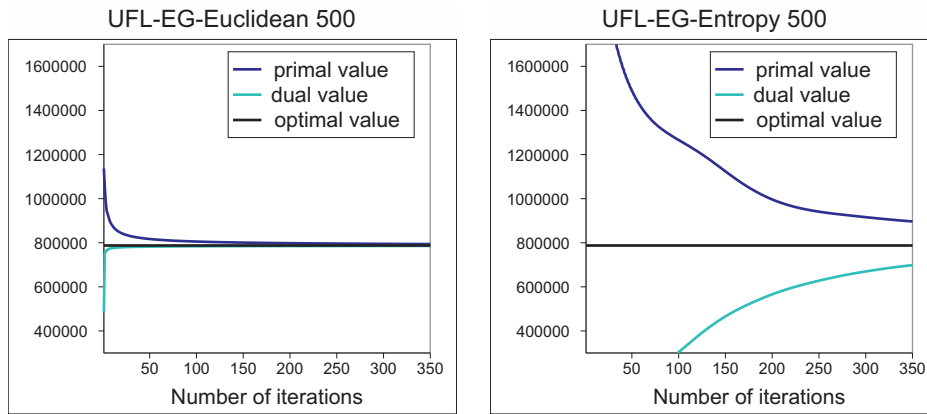 UFL-EG-Euclidean 500
primal value
dual value
optimal value
1600000
1400000
1200000
1000000
800000
600000
400000
50 100 150 200 250 300 350
Number of iterations
UFL-EG-Entropy 500
primal value
dual value
optimal value
1600000
1400000
1200000
1000000
800000
600000
400000
50 100 150 200 250 300 350
Number of iterations